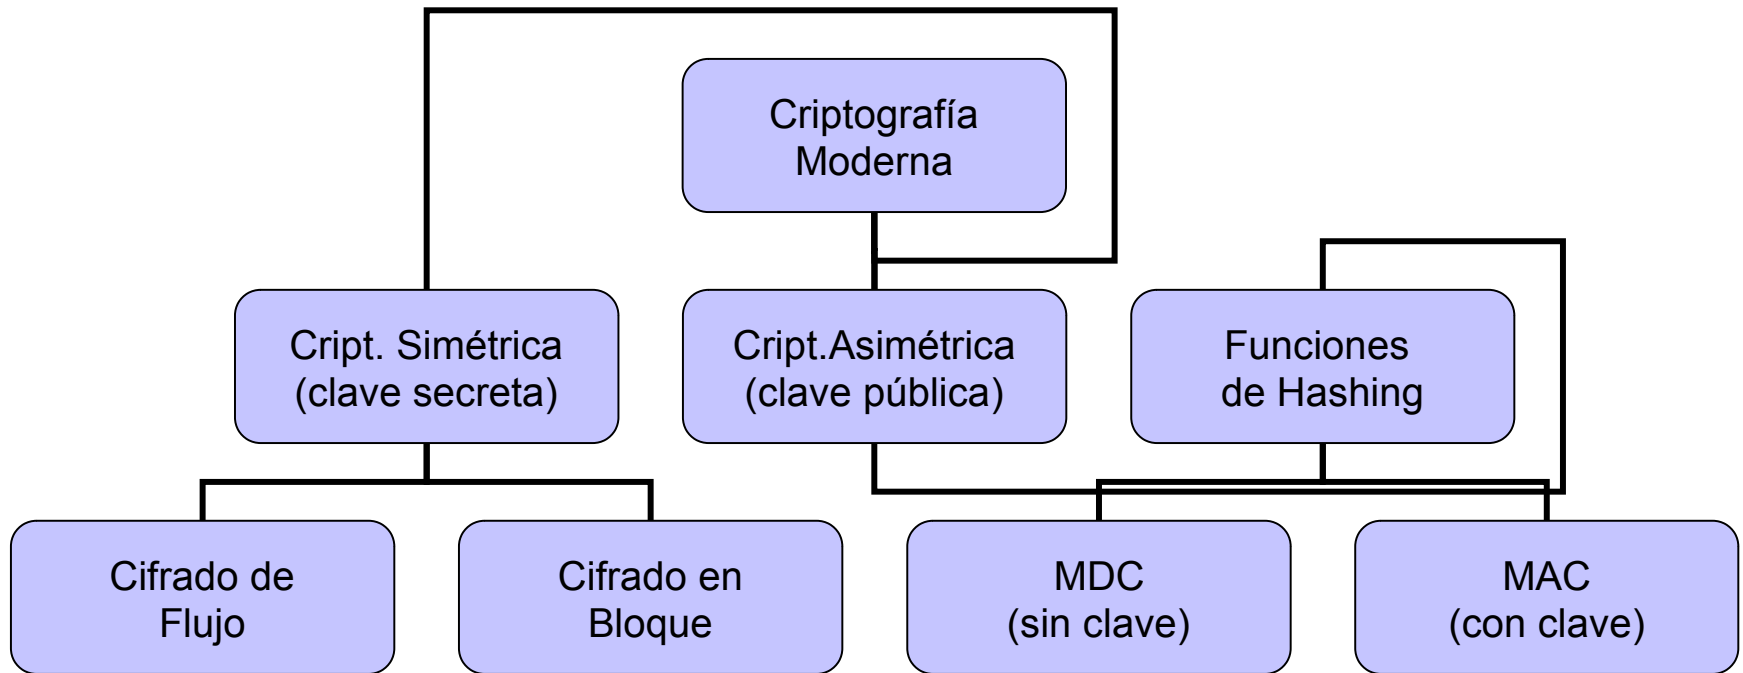 Criptografía
Moderna
Cript. Simétrica
(clave secreta)
Cript.Asimétrica
(clave pública)
Funciones
de Hashing
Cifrado de
Flujo
Cifrado en
Bloque
MDC
(sin clave)
MAC
(con clave)